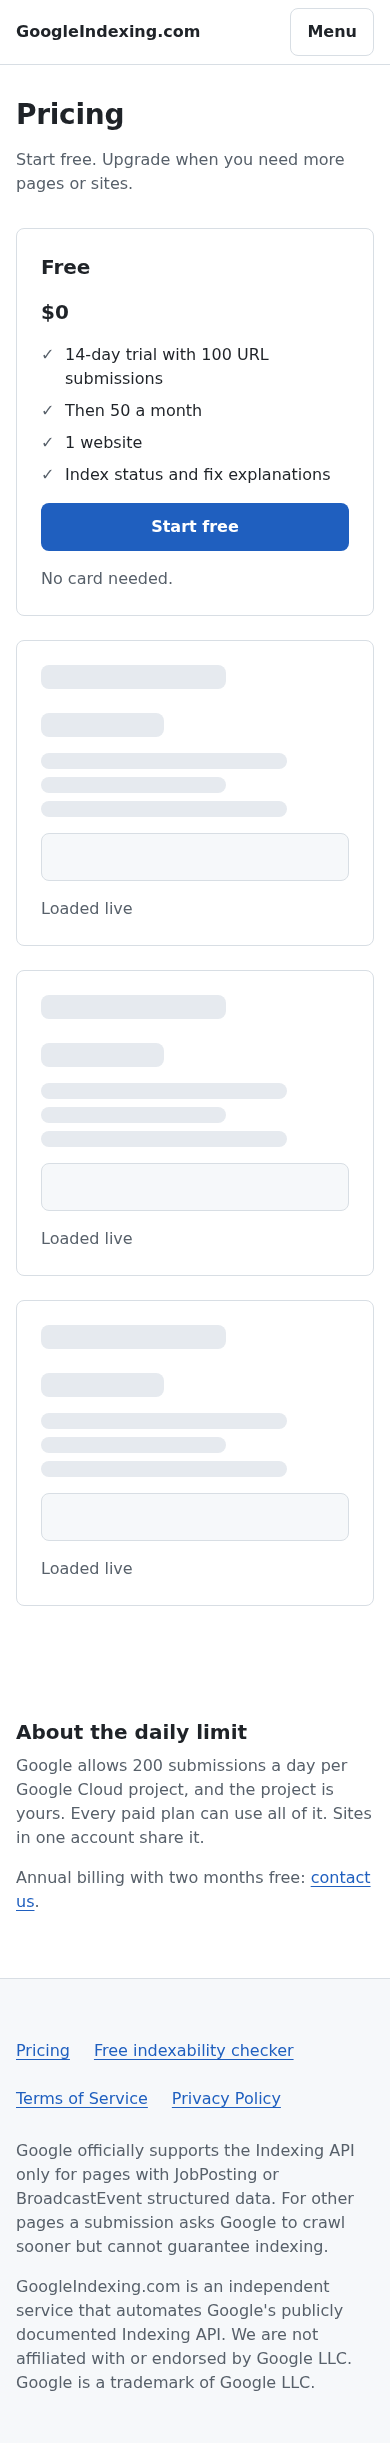 GoogleIndexing.com
Menu
Pricing
Start free. Upgrade when you need more
pages or sites.
Free
$0
✓ 14-day trial with 100 URL
submissions
✓ Then 50 a month
✓ 1 website
✓ Index status and fix explanations
Start free
No card needed.
Loaded live
Loaded live
Loaded live
About the daily limit
Google allows 200 submissions a day per
Google Cloud project, and the project is
yours. Every paid plan can use all of it. Sites
in one account share it.
Annual billing with two months free: contact
us.
Pricing Free indexability checker
Terms of Service Privacy Policy
Google officially supports the Indexing API
only for pages with JobPosting or
BroadcastEvent structured data. For other
pages a submission asks Google to crawl
sooner but cannot guarantee indexing.
GoogleIndexing.com is an independent
service that automates Google's publicly
documented Indexing API. We are not
affiliated with or endorsed by Google LLC.
Google is a trademark of Google LLC.